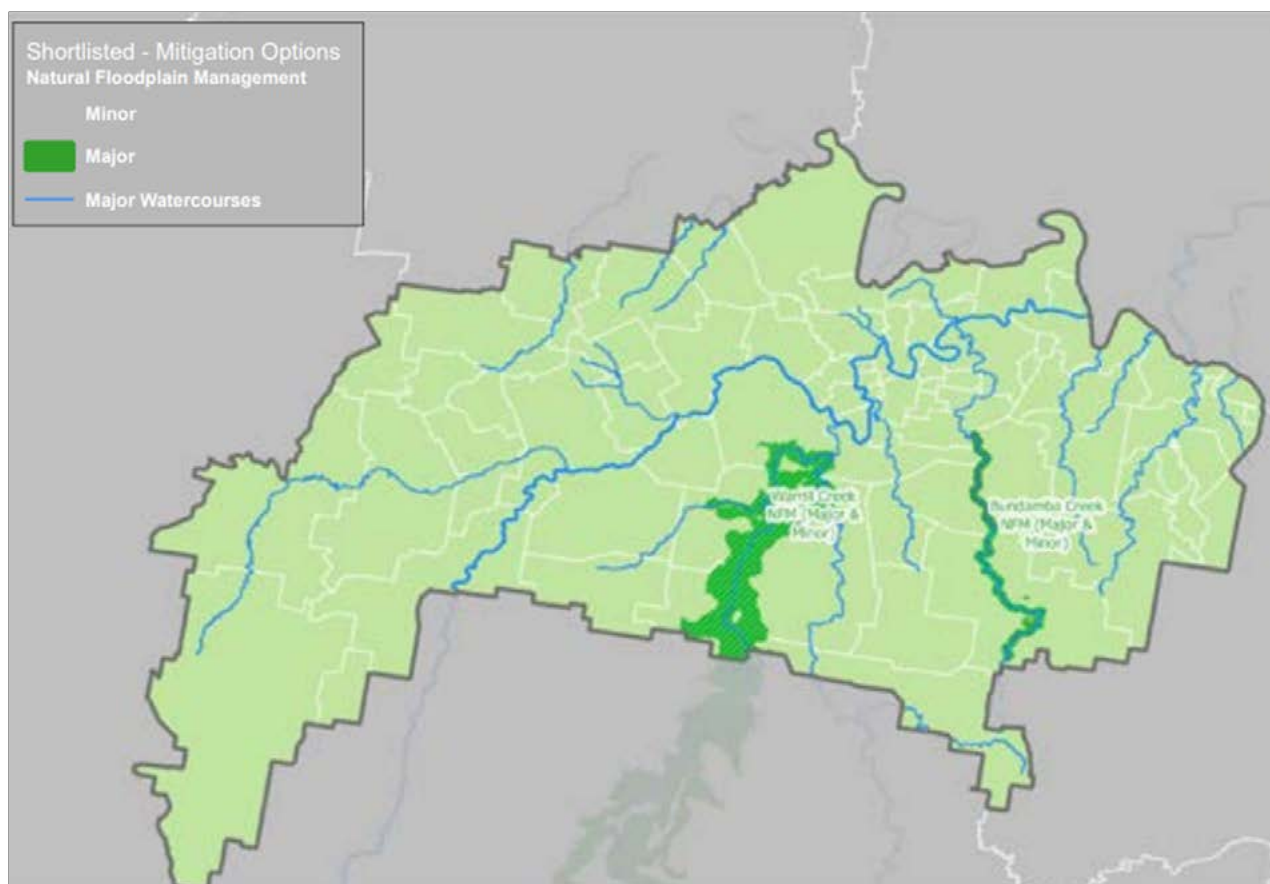 Shortlisted - Mitigation Options
Natural Floodplain Management
Minor
Major
Major Watercourses
Warrill Creek
NFM (Major &
Minor)
Bundamba Creek
NFM (Major &
Minor)